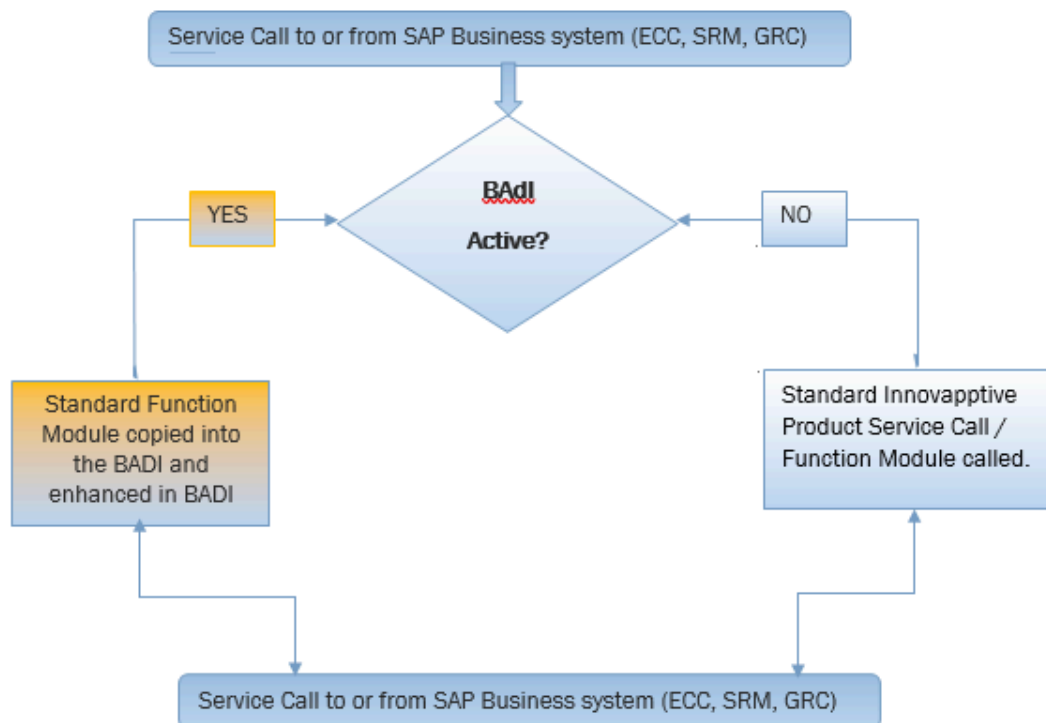 Service Call to or from SAP Business system (ECC, SRM, GRC)
BAdI
Active?
YES
NO
Standard Function
Module copied into
the BADI and
enhanced in BADI
Standard Innovapptive
Product Service Call /
Function Module called.
Service Call to or from SAP Business system (ECC, SRM, GRC)